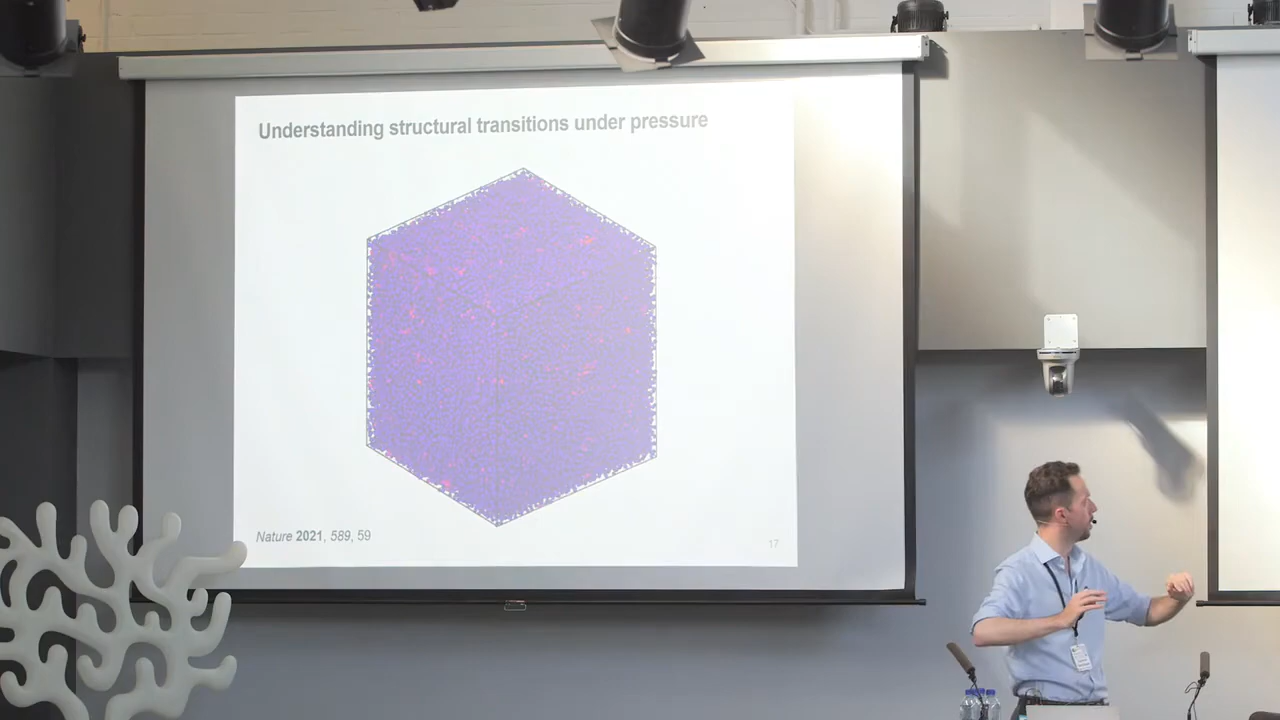 Understanding structural transitions under pressure
Nature 2021, 589, 59
17